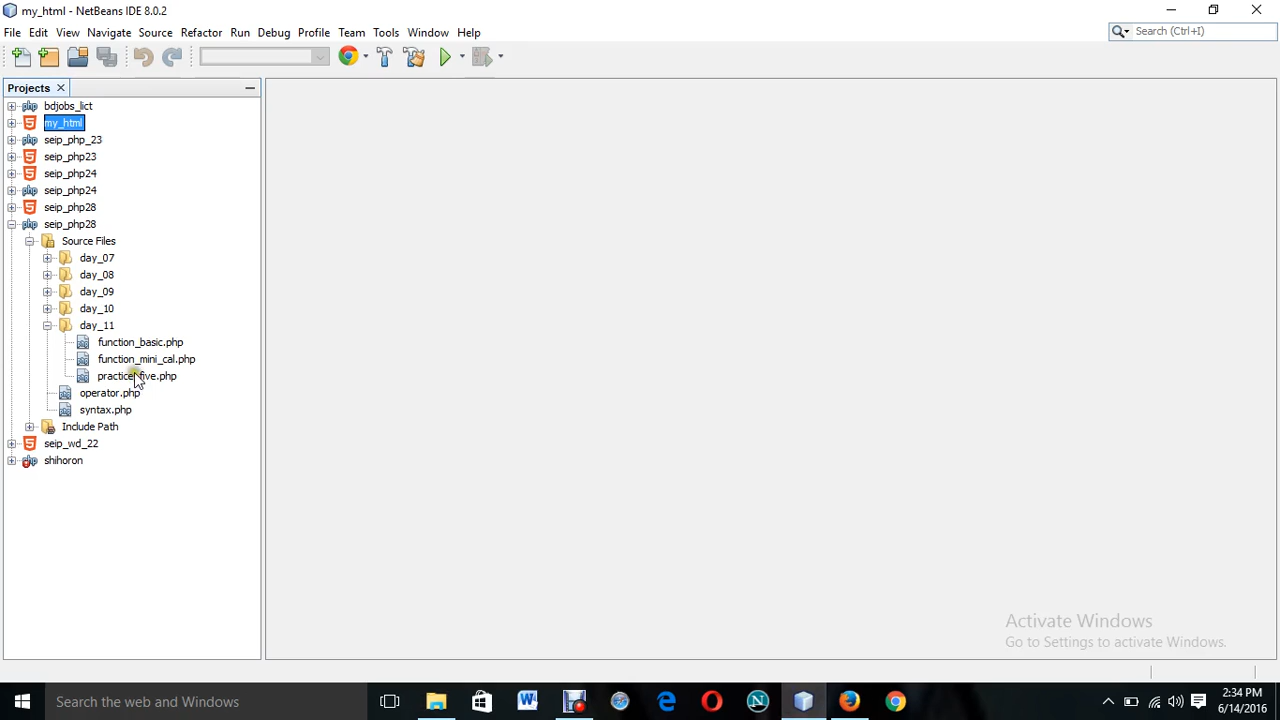 my_html - NetBeans IDE 8.0.2
File Edit View Navigate Source Refactor Run Debug Profile Team Tools Window Help
Search (Ctrl+I)
Projects
bdjobs_lict
my_html
seip_php_23
seip_php23
seip_php24
seip_php24
seip_php28
seip_php28
Source Files
day_07
day_08
day_09
day_10
day_11
function_basic.php
function_mini_cal.php
practice_five.php
operator.php
syntax.php
Include Path
seip_wd_22
shihoron
Activate Windows
Go to Settings to activate Windows.
Search the web and Windows
2:34 PM
6/14/2016